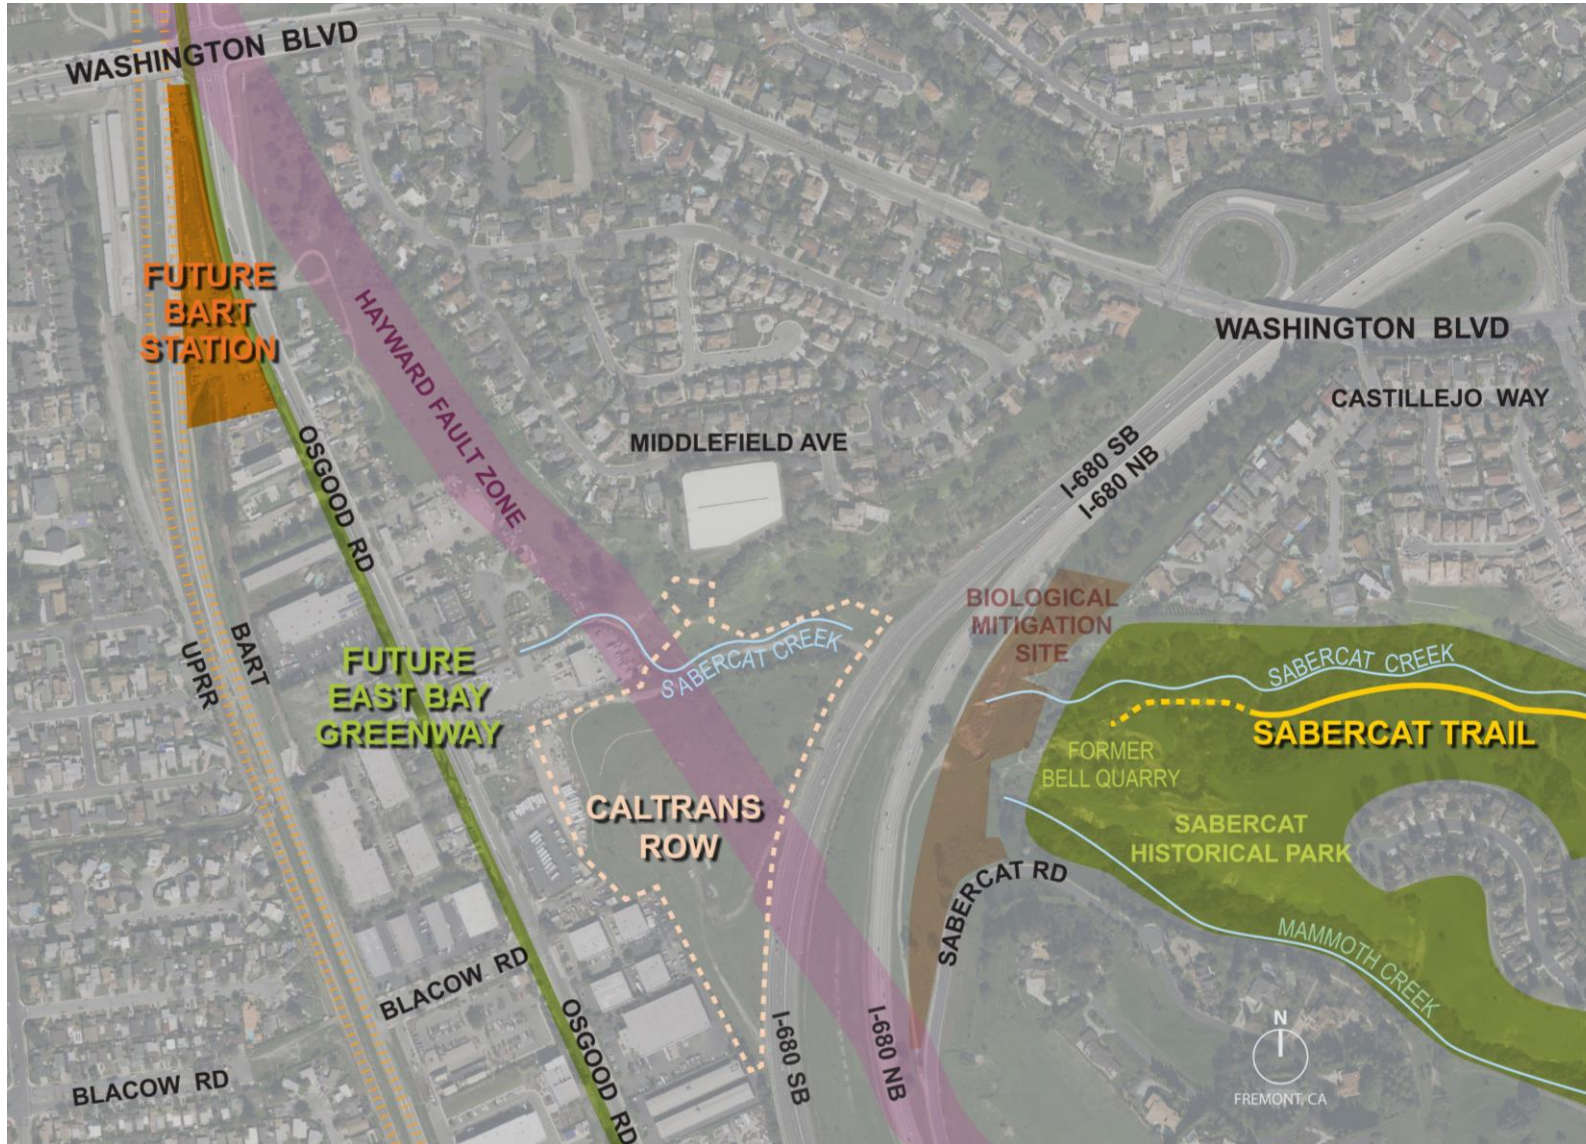 WASHINGTON BLVD
FUTURE
BART
STATION
HAYWARD FAULT ZONE
WASHINGTON BLVD
CASTILLEJO WAY
MIDDLEFIELD AVE
I-680 SB
I-680 NB
OSGOOD RD
BIOLOGICAL
MITIGATION
SITE
BART
UPRR
FUTURE
EAST BAY
GREENWAY
SABERCAT CREEK
SABERCAT CREEK
SABERCAT TRAIL
FORMER
BELL QUARRY
CALTRANS
ROW
SABERCAT
HISTORICAL PARK
SABERCAT RD
MAMMOTH CREEK
BLACOW RD
OSGOOD RD
I-680 SB
I-680 NB
BLACOW RD
N
FREMONT, CA